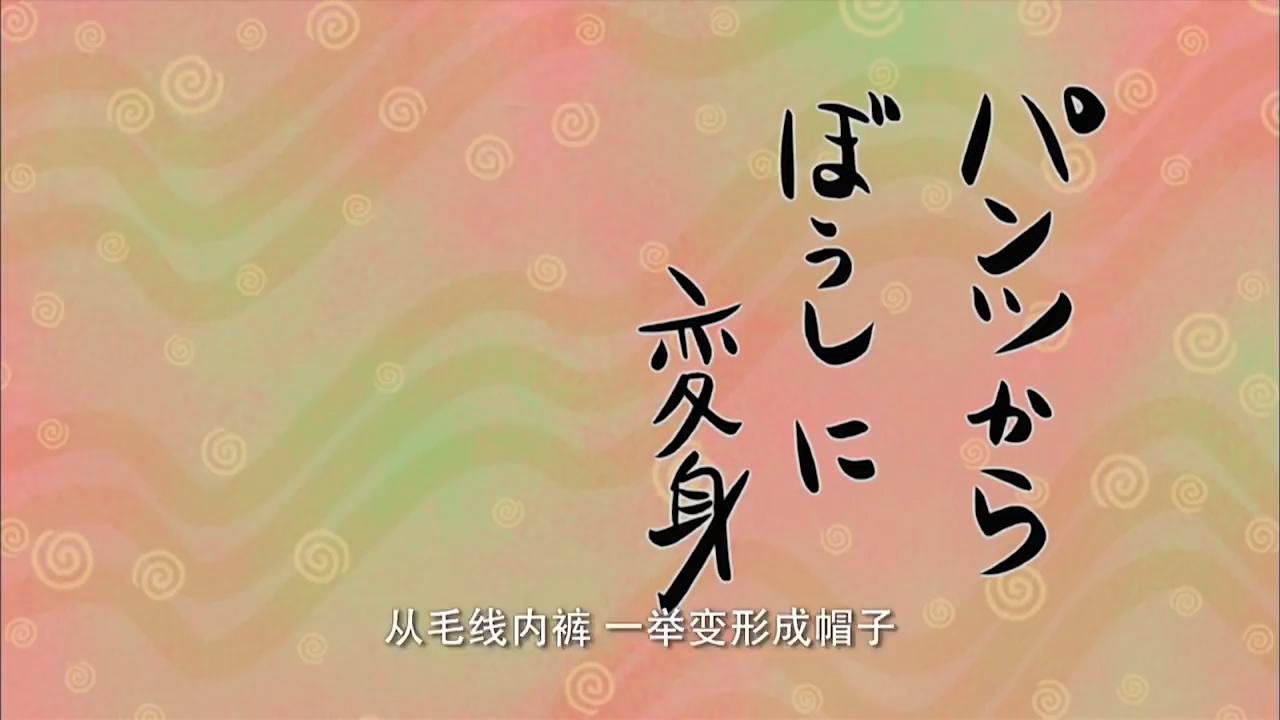 パンツから
ぼうしに
変身
从毛线内裤 一举变形成帽子